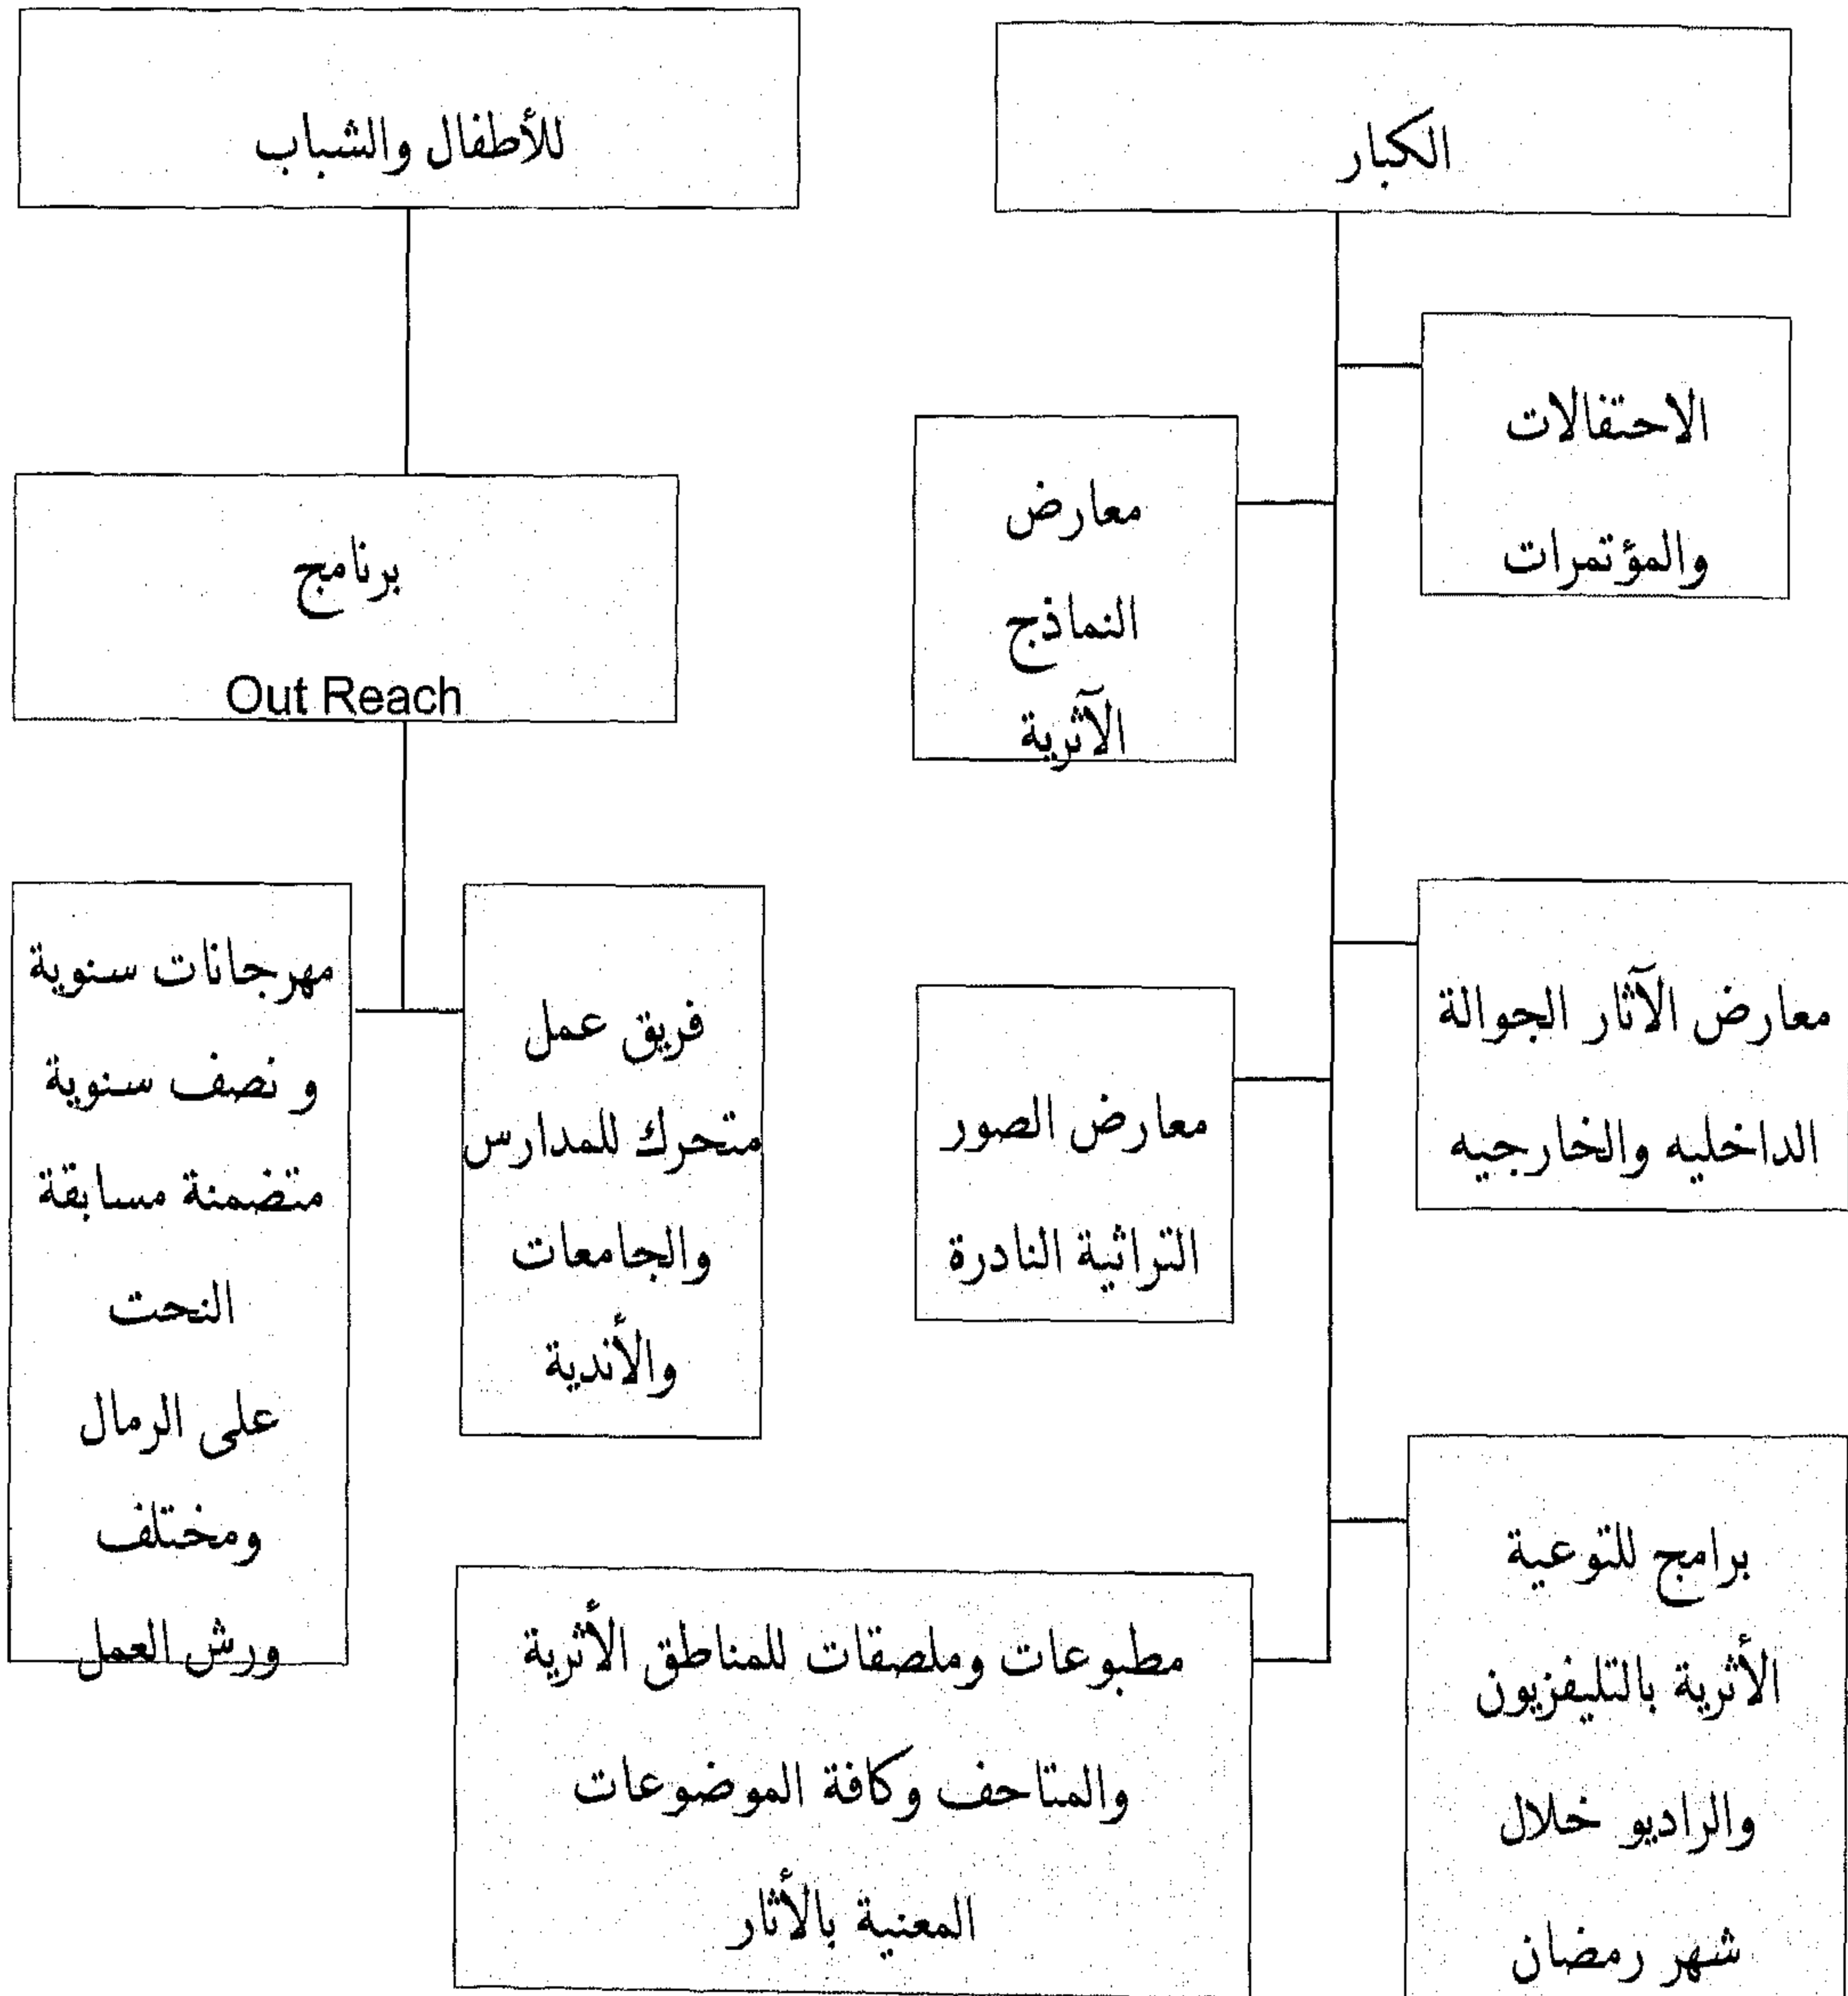 الكبار
الاحتفالات
والمؤتمرات
معارض
النماذج
الآثرية
معارض الآثار الجوالة
الداخليه والخارجيه
معارض الصور
التراثية النادرة
برامج للتوعية
الأثرية بالتليفزيون
والراديو خلال
شهر رمضان
مطبوعات وملصقات للمناطق الأثرية
والمتاحف وكافة الموضوعات
المعنية بالأثار
للأطفال والشباب
برنامج
Out Reach
فريق عمل
متحرك للمدارس
والجامعات
والأندية
مهرجانات سنوية
و نصف سنوية
متضمنة مسابقة
النحت
على الرمال
ومختلف
ورش العمل